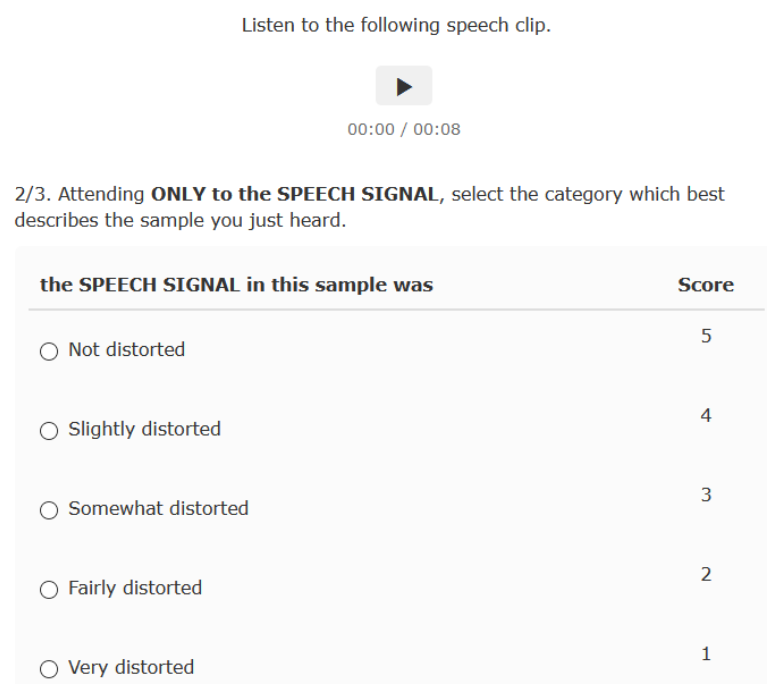 Listen to the following speech clip.
00:00 / 00:08
2/3. Attending ONLY to the SPEECH SIGNAL, select the category which best
describes the sample you just heard.
the SPEECH SIGNAL in this sample was Score
Not distorted 5
Slightly distorted 4
Somewhat distorted 3
Fairly distorted 2
Very distorted 1